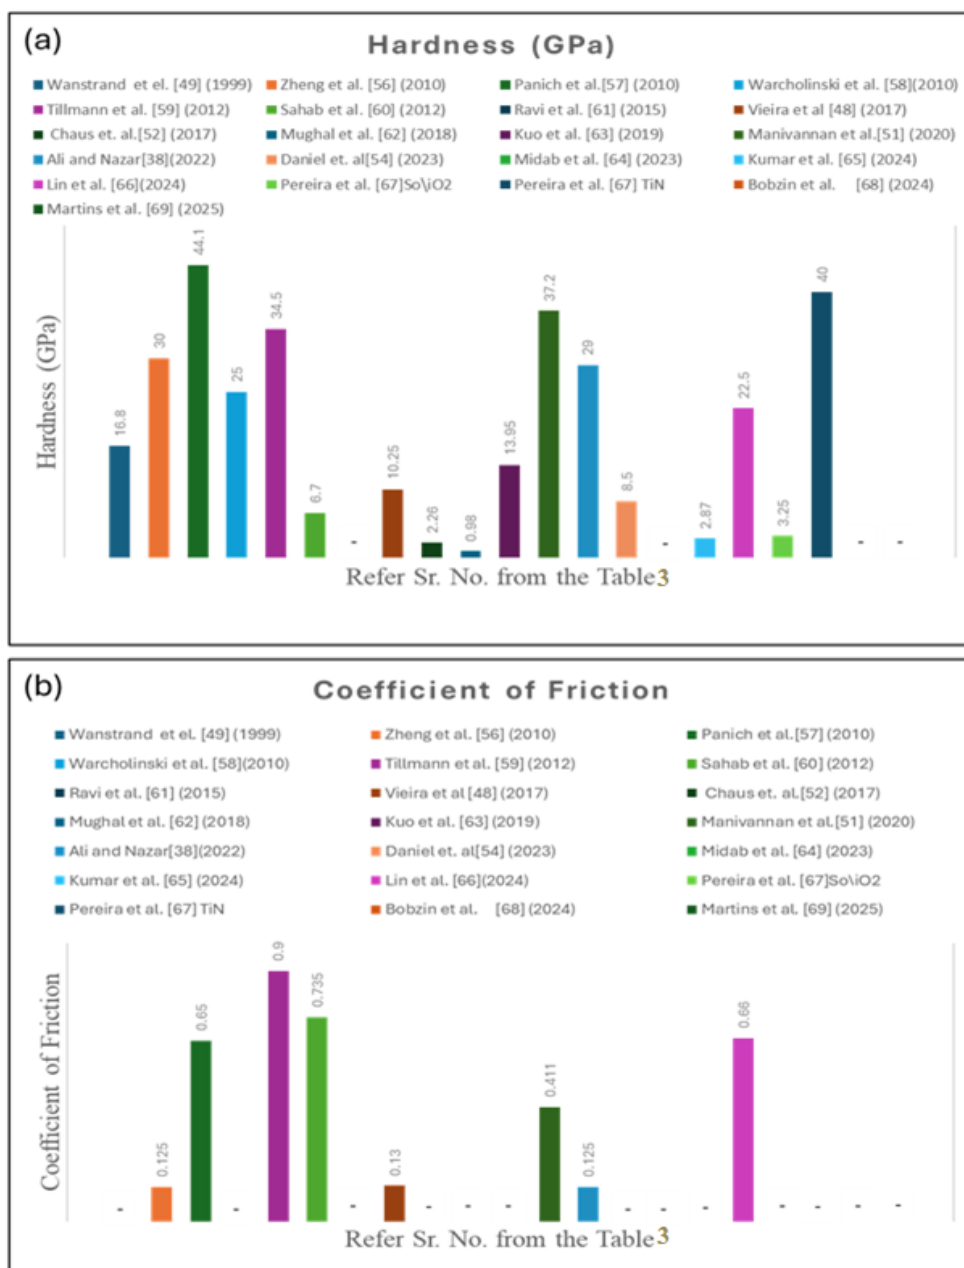 (a)
Hardness (GPa)
Wanstrand et el. [49] (1999) Zheng et al. [56] (2010) Panich et al.[57] (2010) Warcholinski et al. [58](2010)
Tillmann et al. [59] (2012) Sahab et al. [60] (2012) Ravi et al. [61] (2015) Vieira et al [48] (2017)
Chaus et. al.[52] (2017) Mughal et al. [62] (2018) Kuo et al. [63] (2019) Manivannan et al.[51] (2020)
Ali and Nazar[38](2022) Daniel et. al[54] (2023) Midab et al. [64] (2023) Kumar et al. [65] (2024)
Lin et al. [66](2024) Pereira et al. [67]So\iO2 Pereira et al. [67] TiN Bobzin et al. [68] (2024)
Martins et al. [69] (2025)
Hardness (GPa)
16.8 30 44.1 25 34.5 6.7 - 10.25 2.26 0.98 13.95 37.2 29 8.5 - 2.87 22.5 3.25 40 - -
Refer Sr. No. from the Table 3
(b)
Coefficient of Friction
Wanstrand et el. [49] (1999) Zheng et al. [56] (2010) Panich et al.[57] (2010)
Warcholinski et al. [58](2010) Tillmann et al. [59] (2012) Sahab et al. [60] (2012)
Ravi et al. [61] (2015) Vieira et al [48] (2017) Chaus et. al.[52] (2017)
Mughal et al. [62] (2018) Kuo et al. [63] (2019) Manivannan et al.[51] (2020)
Ali and Nazar[38](2022) Daniel et. al[54] (2023) Midab et al. [64] (2023)
Kumar et al. [65] (2024) Lin et al. [66](2024) Pereira et al. [67]So\iO2
Pereira et al. [67] TiN Bobzin et al. [68] (2024) Martins et al. [69] (2025)
Coefficient of Friction
- 0.125 0.65 - 0.9 0.735 - 0.13 - - - 0.411 0.125 - - - 0.66 - - - -
Refer Sr. No. from the Table 3